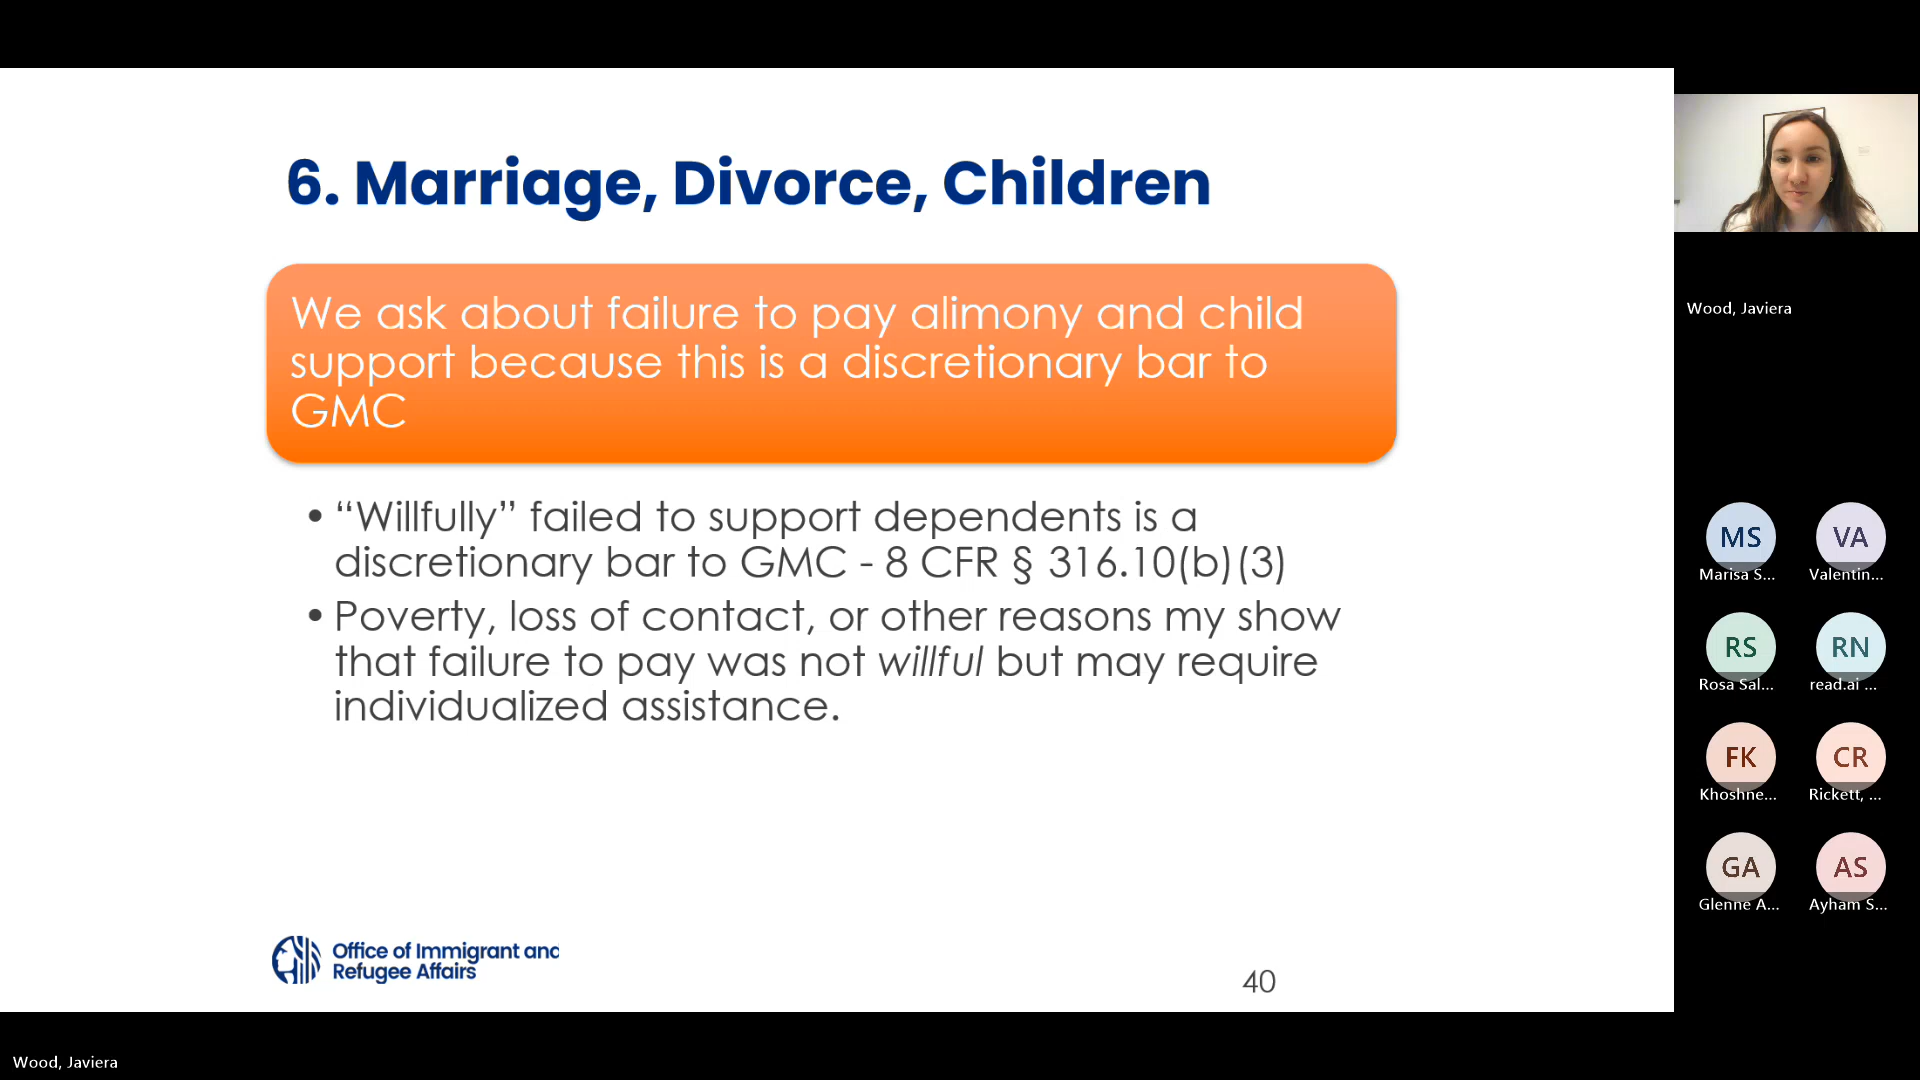 6. Marriage, Divorce, Children
We ask about failure to pay alimony and child
support because this is a discretionary bar to
GMC
• “Willfully” failed to support dependents is a
discretionary bar to GMC - 8 CFR § 316.10(b)(3)
• Poverty, loss of contact, or other reasons my show
that failure to pay was not willful but may require
individualized assistance.
Office of Immigrant and
Refugee Affairs
40
Wood, Javiera
MS
VA
Marisa S...
Valentin...
RS
RN
Rosa Sal...
read.ai ...
FK
CR
Khoshne...
Rickett, ...
GA
AS
Glenne A...
Ayham S...
Wood, Javiera